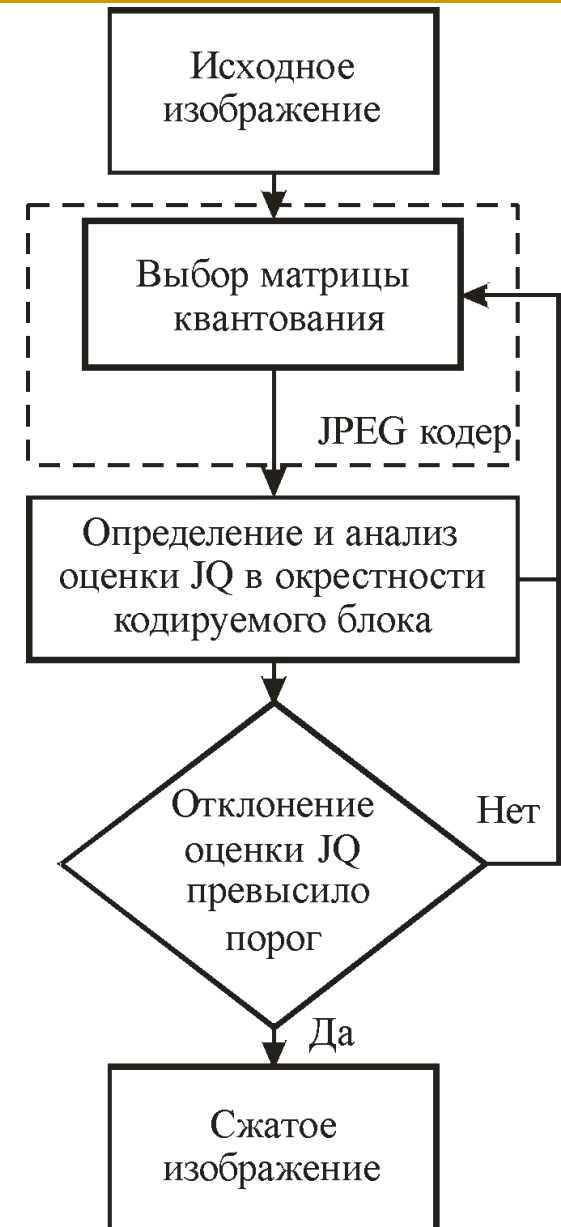 Исходное
изображение
Выбор матрицы
квантования
JPEG кодер
Определение и анализ
оценки JQ в окрестности
кодируемого блока
Отклонение
оценки JQ
превысило
порог
Нет
Да
Сжатое
изображение